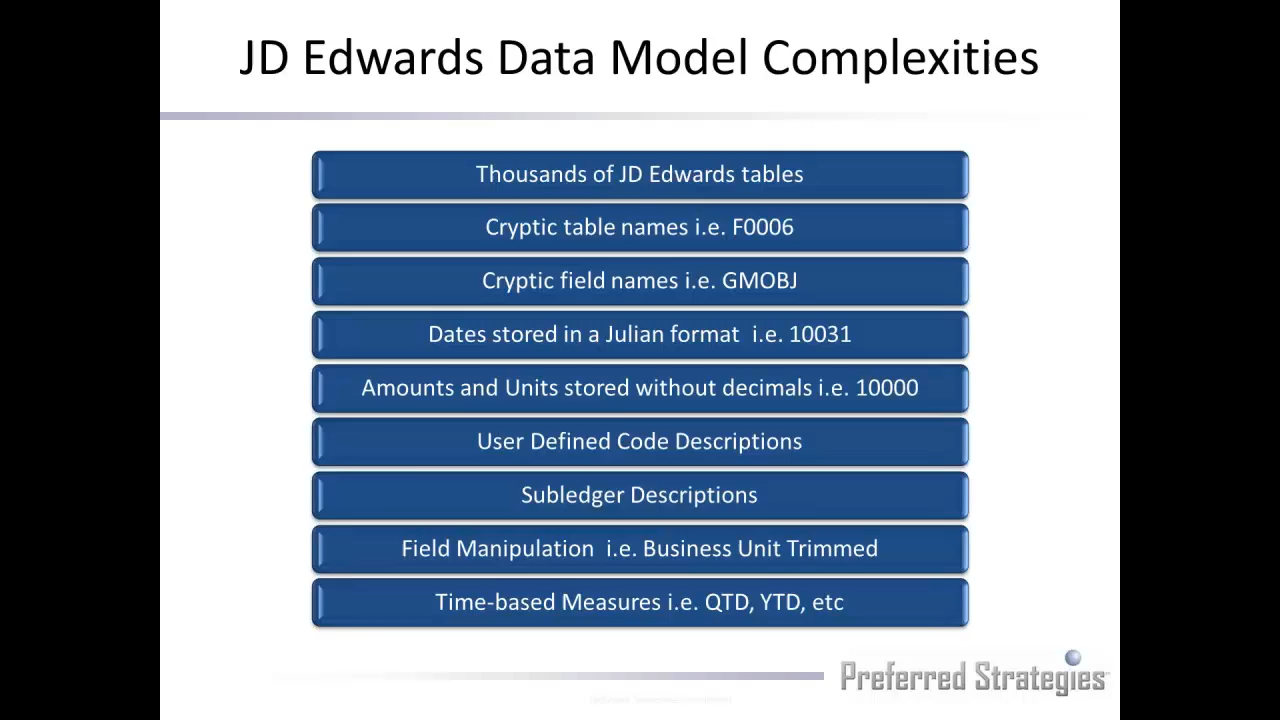 JD Edwards Data Model Complexities
Thousands of JD Edwards tables
Cryptic table names i.e. F0006
Cryptic field names i.e. GMOBJ
Dates stored in a Julian format  i.e. 10031
Amounts and Units stored without decimals i.e. 10000
User Defined Code Descriptions
Subledger Descriptions
Field Manipulation  i.e. Business Unit Trimmed
Time-based Measures i.e. QTD, YTD, etc
Preferred Strategies